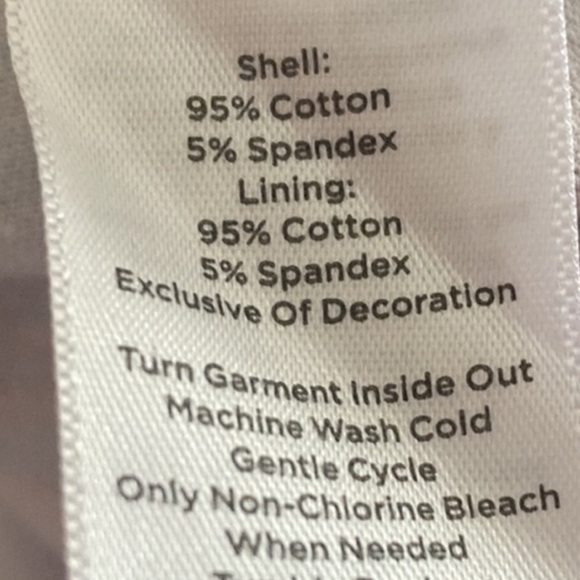 Shell:
95% Cotton
5% Spandex
Lining:
95% Cotton
5% Spandex
Exclusive Of Decoration
Turn Garment Inside Out
Machine Wash Cold
Gentle Cycle
Only Non-Chlorine Bleach
When Needed